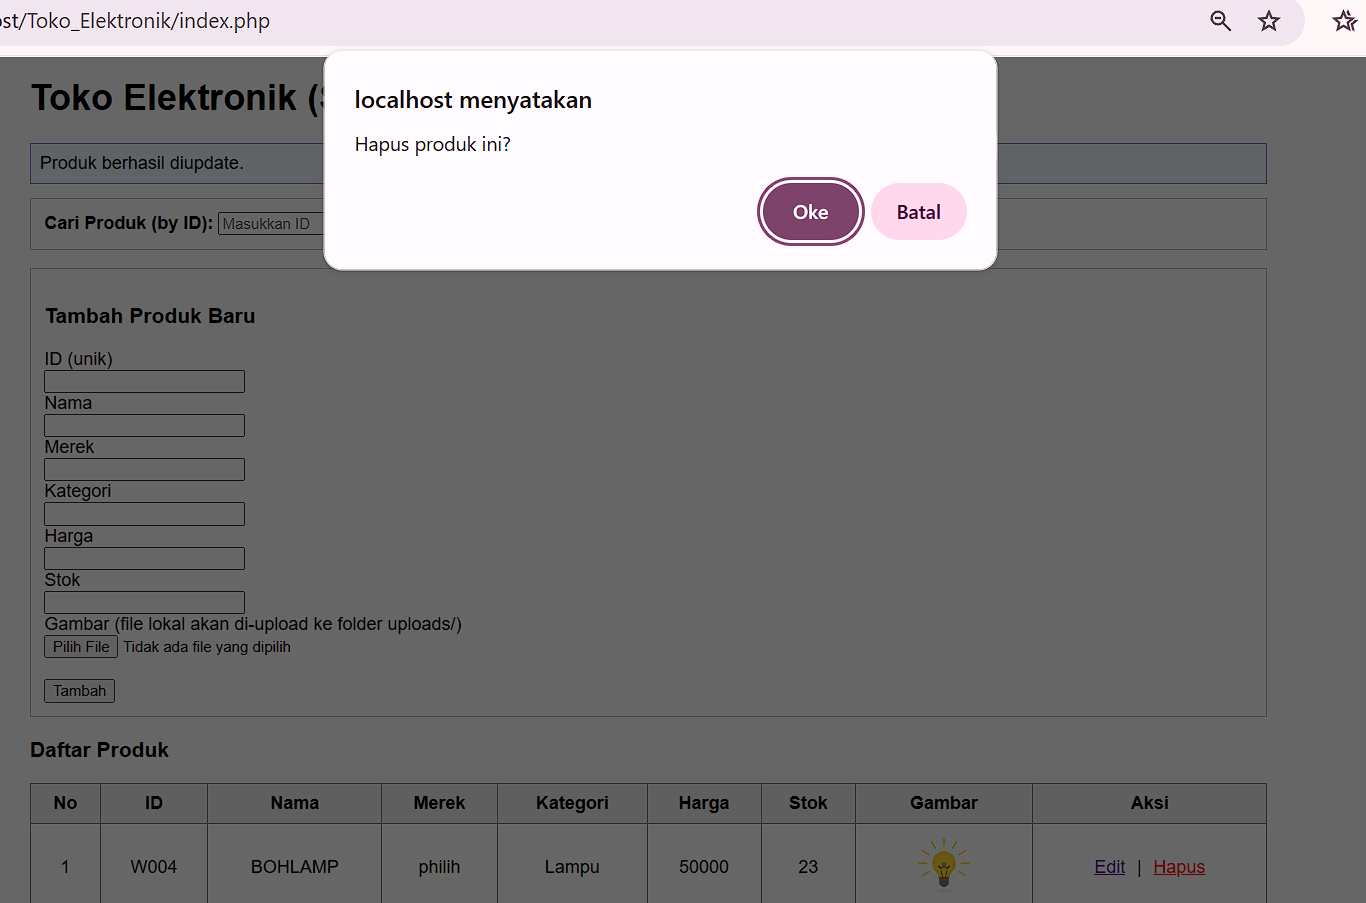 ost/Toko_Elektronik/index.php
Toko Elektronik (
localhost menyatakan
Hapus produk ini?
Oke
Batal
Produk berhasil diupdate.
Cari Produk (by ID): Masukkan ID
Tambah Produk Baru
ID (unik)
Nama
Merek
Kategori
Harga
Stok
Gambar (file lokal akan di-upload ke folder uploads/)
Pilih File Tidak ada file yang dipilih
Tambah
Daftar Produk
No ID Nama Merek Kategori Harga Stok Gambar Aksi
1 W004 BOHLAMP philih Lampu 50000 23 Edit | Hapus